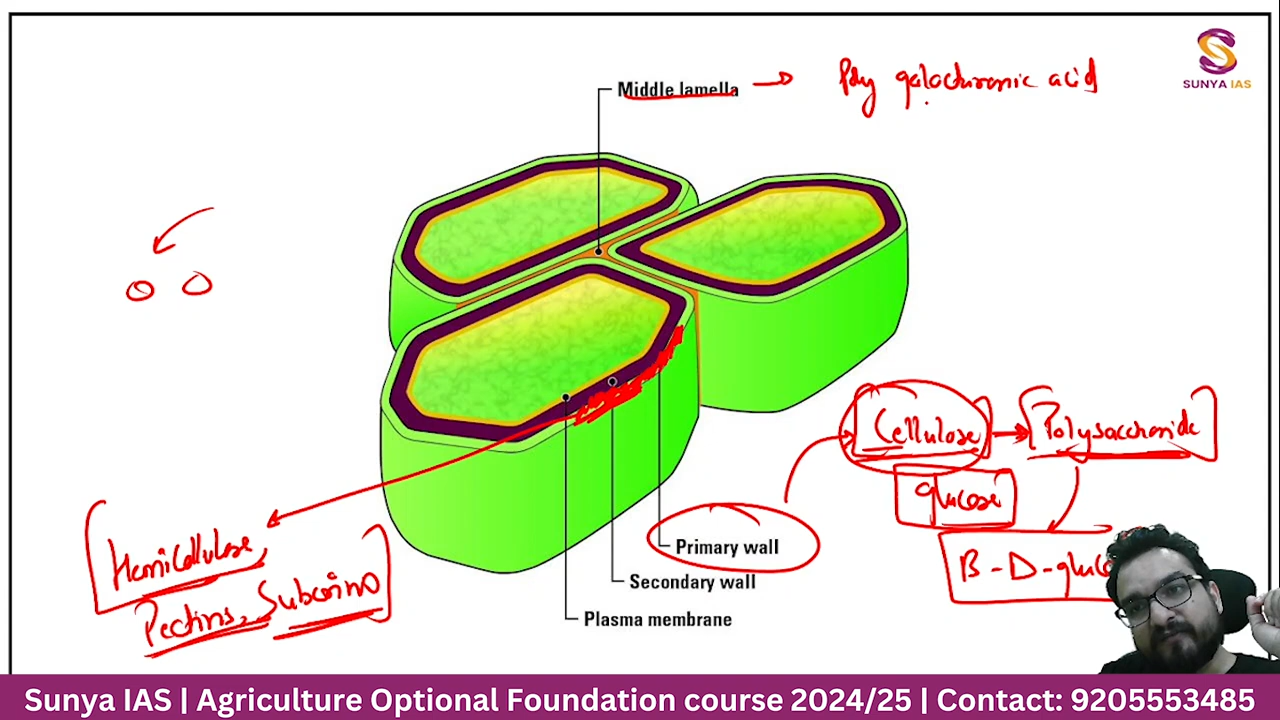 Middle lamella
Poly galacturonic acid
SUNYA IAS
Cellulose
Polysaccharide
glucose
B-D-gluco
Hemicellulose,
Pectins,
Primary wall
Secondary wall
Plasma membrane
Sunya IAS | Agriculture Optional Foundation course 2024/25 | Contact: 9205553485